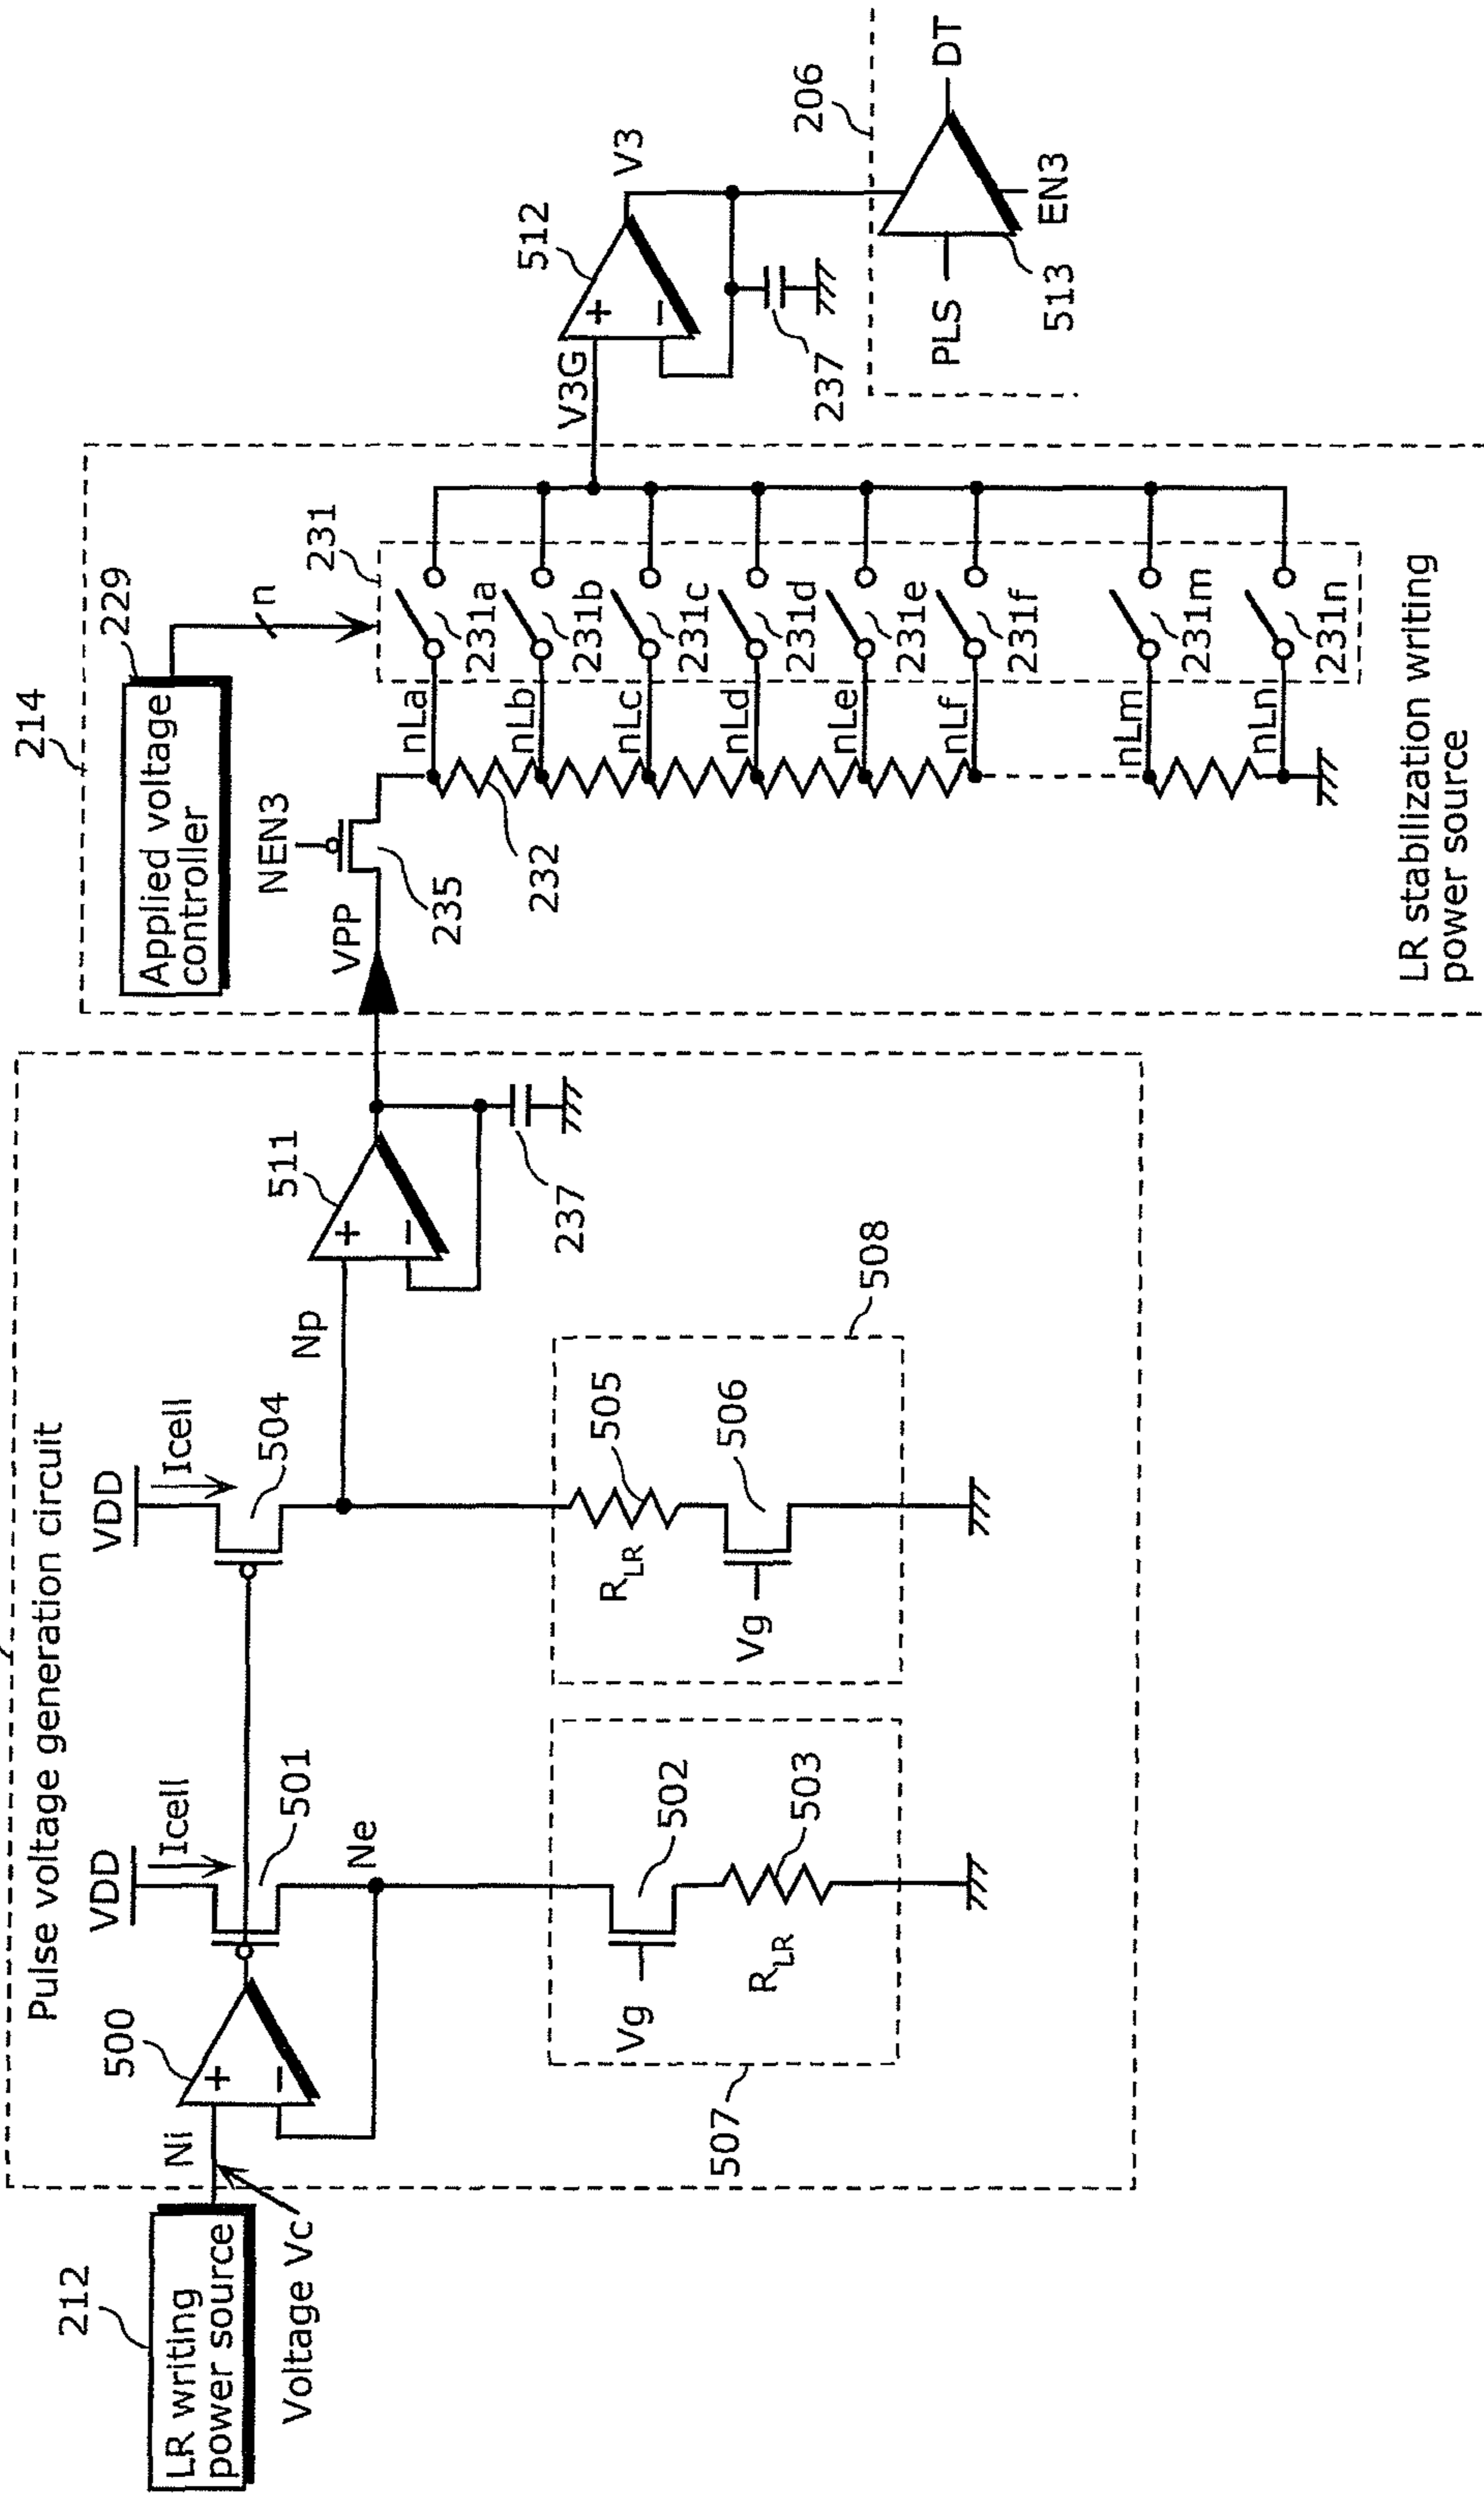 Pulse voltage generation circuit
212
LR writing
power source
Voltage Vc
Ni
500
+
−
VDD
Icell
501
Ne
Vg
502
503
RLR
507
VDD
Icell
504
Np
RLR
505
Vg
506
508
511
+
−
237
214
229
Applied voltage
controller
n
NEN3
VPP
235
232
231
nLa
231a
nLb
231b
nLc
231c
nLd
231d
nLe
231e
nLf
231f
nLm
231m
nLn
231n
LR stabilization writing
power source
V3G
512
+
−
V3
237
206
PLS
DT
EN3
513